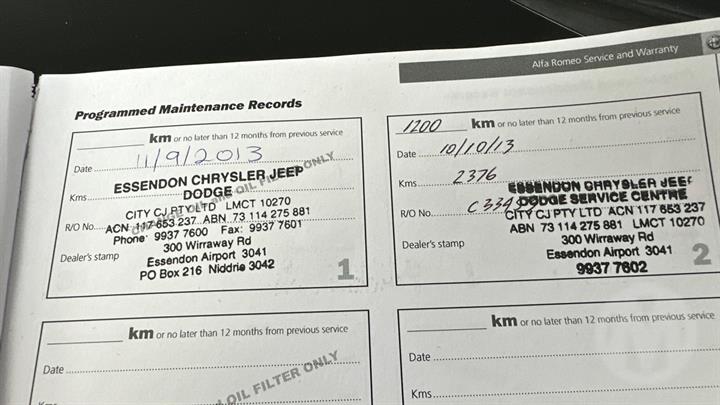 Alfa Romeo Service and Warranty
Programmed Maintenance Records
km or no later than 12 months from previous service
Date 11/9/2013
OIL and OIL FILTER ONLY
Kms
ESSENDON CHRYSLER JEEP
DODGE
CITY CJ PTY LTD LMCT 10270
R/O No.
ACN 117 653 237 ABN 73 114 275 881
Phone: 9937 7600 Fax: 9937 7601
300 Wirraway Rd
Dealer's stamp
Essendon Airport 3041
PO Box 216 Niddrie 3042
1
1200 km or no later than 12 months from previous service
Date 10/10/13
Kms 2376
ESSENDON CHRYSLER JEEP
DODGE SERVICE CENTRE
R/O No.
CITY CJ PTY LTD ACN 117 653 237
ABN 73 114 275 881 LMCT 10270
Dealer's stamp
300 Wirraway Rd
Essendon Airport 3041
9937 7602
2
km or no later than 12 months from previous service
Date
OIL FILTER ONLY
Kms
km or no later than 12 months from previous service
Date
Kms